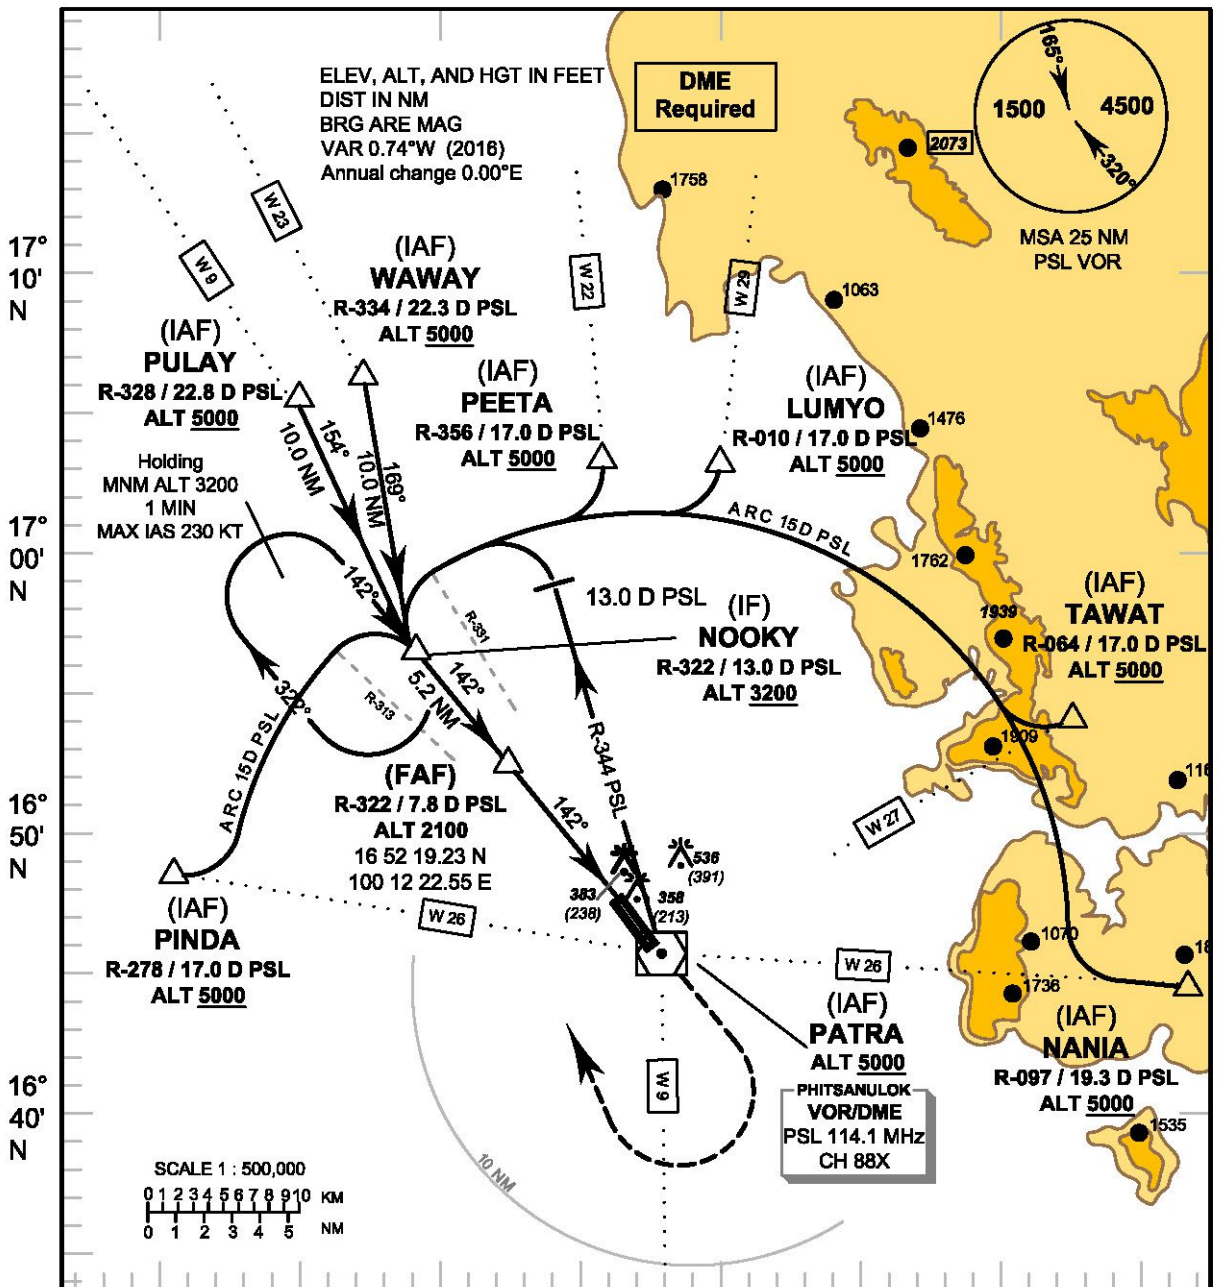 ELEV, ALT, AND HGT IN FEET
DIST IN NM
BRG ARE MAG
VAR 0.74°W (2016)
Annual change 0.00°E
DME
Required
165°
1500
4500
320°
MSA 25 NM
PSL VOR
2073
1758
1063
1476
1762
1939
1909
1070
1736
1535
17°
10'
N
17°
00'
N
16°
50'
N
16°
40'
N
W 9
W 23
W 22
W 29
(IAF)
WAWAY
R-334 / 22.3 D PSL
ALT 5000
(IAF)
PULAY
R-328 / 22.8 D PSL
ALT 5000
(IAF)
PEETA
R-356 / 17.0 D PSL
ALT 5000
(IAF)
LUMYO
R-010 / 17.0 D PSL
ALT 5000
154°
10.0 NM
169°
10.0 NM
Holding
MNM ALT 3200
1 MIN
MAX IAS 230 KT
142°
322°
ARC 15D PSL
13.0 D PSL
R-331
R-313
(IF)
NOOKY
R-322 / 13.0 D PSL
ALT 3200
(IAF)
TAWAT
R-064 / 17.0 D PSL
ALT 5000
142°
5.2 NM
R-344 PSL
ARC 15D PSL
(FAF)
R-322 / 7.8 D PSL
ALT 2100
16 52 19.23 N
100 12 22.55 E
142°
W 27
536
(391)
383
(238)
358
(213)
(IAF)
PINDA
R-278 / 17.0 D PSL
ALT 5000
W 26
W 26
(IAF)
PATRA
ALT 5000
(IAF)
NANIA
R-097 / 19.3 D PSL
ALT 5000
W 9
PHITSANULOK
VOR/DME
PSL 114.1 MHz
CH 88X
10 NM
SCALE 1 : 500,000
0 1 2 3 4 5 6 7 8 9 10 KM
0 1 2 3 4 5 NM